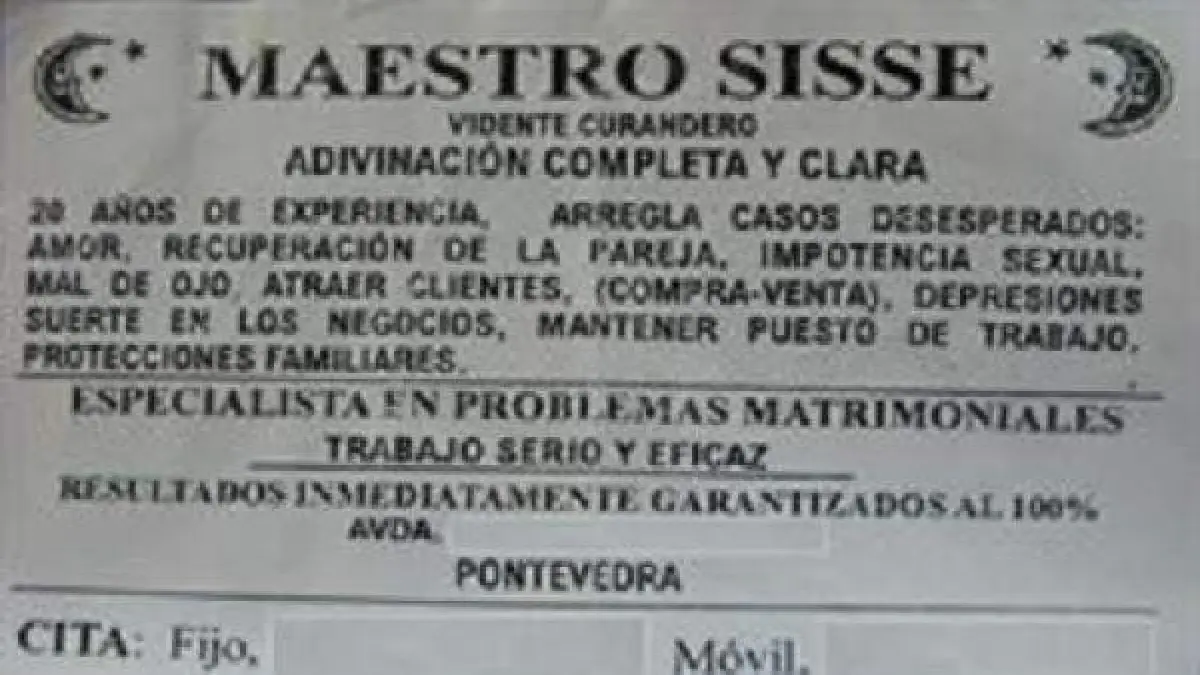 MAESTRO SISSE
VIDENTE CURANDERO
ADIVINACIÓN COMPLETA Y CLARA
20 AÑOS DE EXPERIENCIA, ARREGLA CASOS DESESPERADOS:
AMOR, RECUPERACIÓN DE LA PAREJA, IMPOTENCIA SEXUAL,
MAL DE OJO, ATRAER CLIENTES, (COMPRA-VENTA), DEPRESIONES
SUERTE EN LOS NEGOCIOS, MANTENER PUESTO DE TRABAJO,
PROTECCIONES FAMILIARES.
ESPECIALISTA EN PROBLEMAS MATRIMONIALES
TRABAJO SERIO Y EFICAZ
RESULTADOS INMEDIATAMENTE GARANTIZADOS AL 100%
AVDA.
PONTEVEDRA
CITA: Fijo, Móvil,